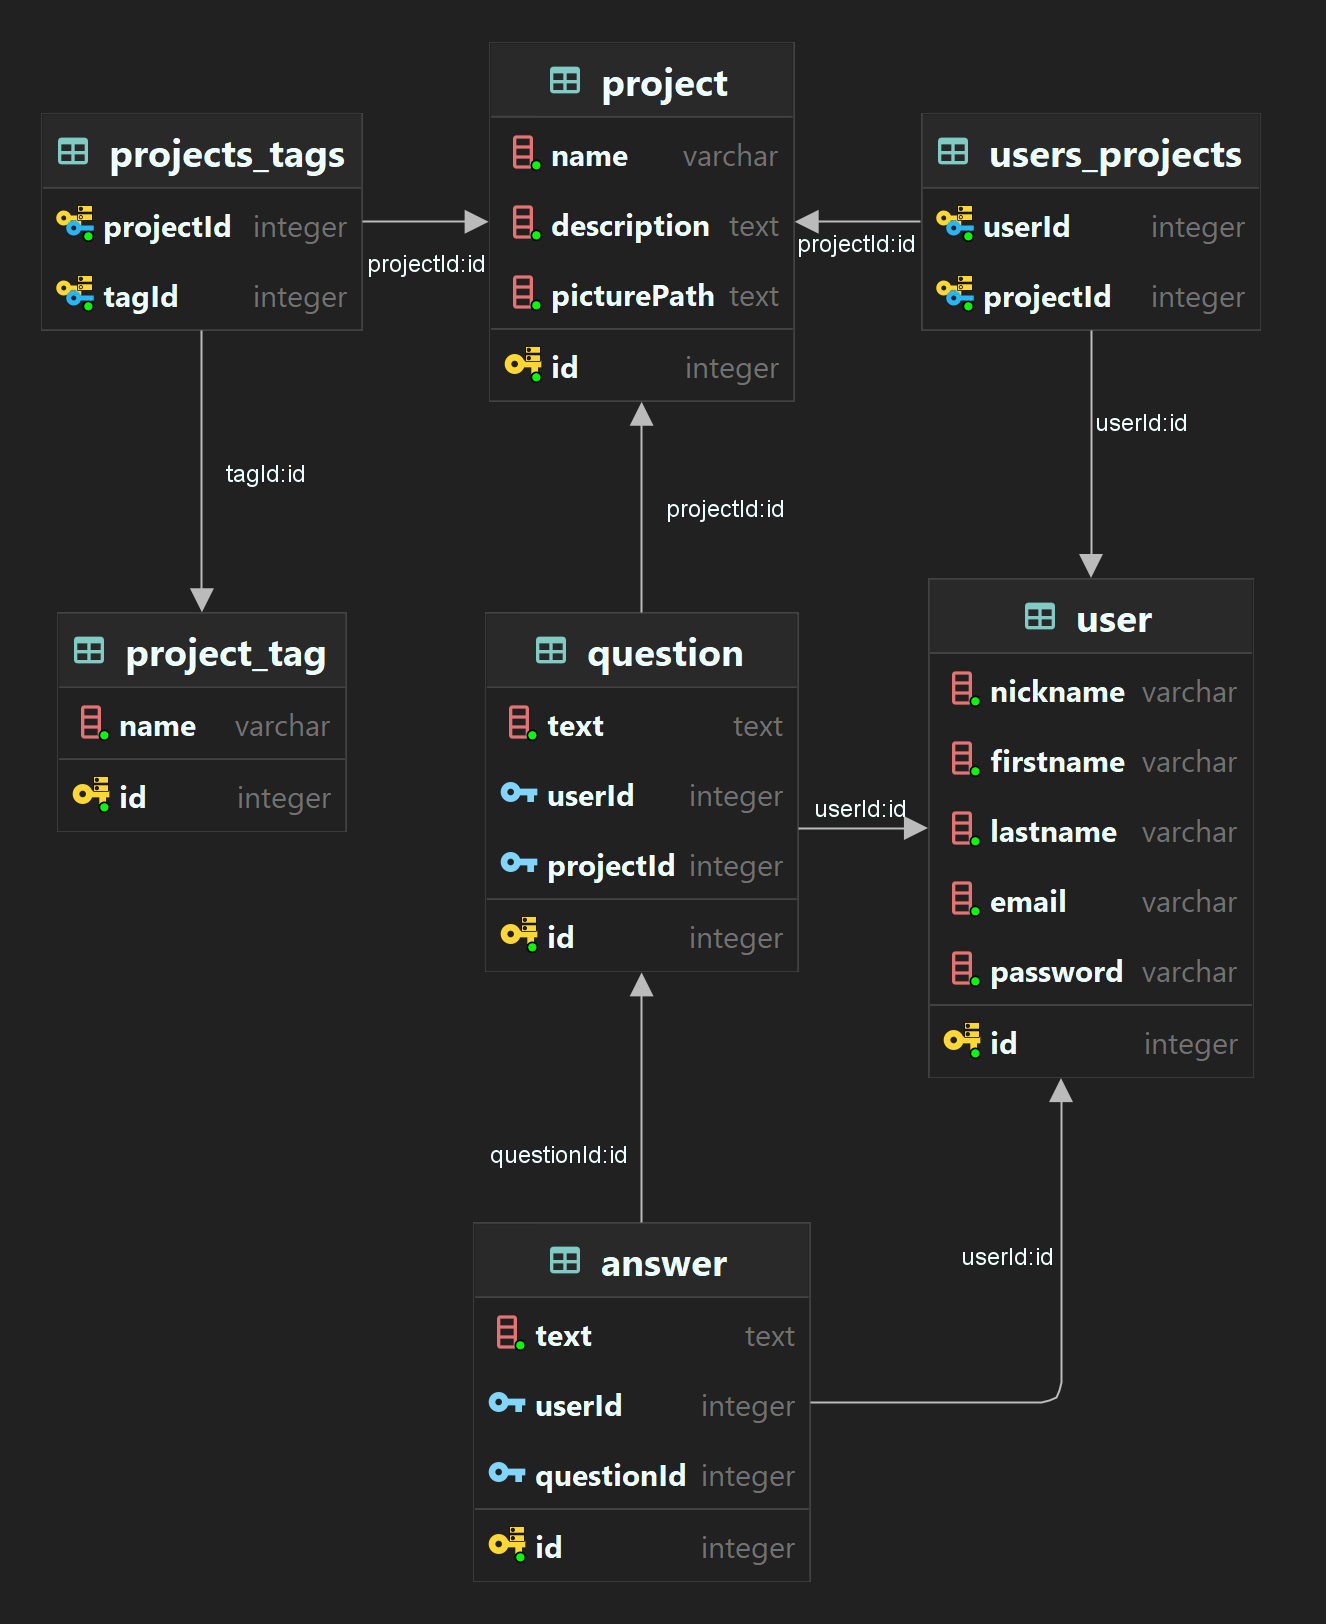 project
name varchar
description text
picturePath text
id integer
projects_tags
projectId integer
tagId integer
users_projects
userId integer
projectId integer
projectId:id
projectId:id
tagId:id
projectId:id
userId:id
project_tag
name varchar
id integer
question
text text
userId integer
projectId integer
id integer
userId:id
user
nickname varchar
firstname varchar
lastname varchar
email varchar
password varchar
id integer
questionId:id
userId:id
answer
text text
userId integer
questionId integer
id integer